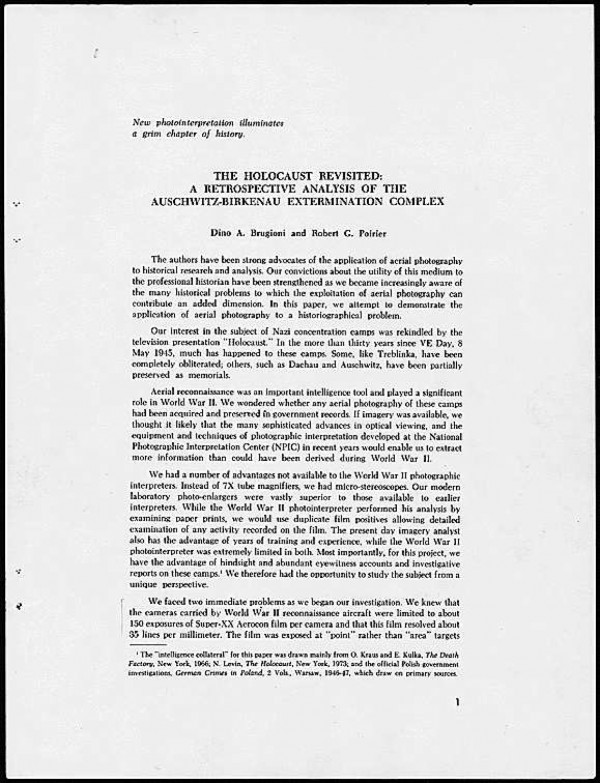 New photointerpretation illuminates
a grim chapter of history.
THE HOLOCAUST REVISITED:
A RETROSPECTIVE ANALYSIS OF THE
AUSCHWITZ-BIRKENAU EXTERMINATION COMPLEX
Dino A. Brugioni and Robert G. Poirier
The authors have been strong advocates of the application of aerial photography
to historical research and analysis. Our convictions about the utility of this medium to
the professional historian have been strengthened as we became increasingly aware of
the many historical problems to which the exploitation of aerial photography can
contribute an added dimension. In this paper, we attempt to demonstrate the
application of aerial photography to a historiographical problem.
Our interest in the subject of Nazi concentration camps was rekindled by the
television presentation "Holocaust." In the more than thirty years since VE Day, 8
May 1945, much has happened to these camps. Some, like Treblinka, have been
completely obliterated; others, such as Dachau and Auschwitz, have been partially
preserved as memorials.
Aerial reconnaissance was an important intelligence tool and played a significant
role in World War II. We wondered whether any aerial photography of these camps
had been acquired and preserved in government records. If imagery was available, we
thought it likely that the many sophisticated advances in optical viewing, and the
equipment and techniques of photographic interpretation developed at the National
Photographic Interpretation Center (NPIC) in recent years would enable us to extract
more information than could have been derived during World War II.
We had a number of advantages not available to the World War II photographic
interpreters. Instead of 7X tube magnifiers, we had micro-stereoscopes. Our modern
laboratory photo-enlargers were vastly superior to those available to earlier
interpreters. While the World War II photointerpreter performed his analysis by
examining paper prints, we would use duplicate film positives allowing detailed
examination of any activity recorded on the film. The present day imagery analyst
also has the advantage of years of training and experience, while the World War II
photointerpreter was extremely limited in both. Most importantly, for this project, we
have the advantage of hindsight and abundant eyewitness accounts and investigative
reports on these camps.¹ We therefore had the opportunity to study the subject from a
unique perspective.
We faced two immediate problems as we began our investigation. We knew that
the cameras carried by World War II reconnaissance aircraft were limited to about
150 exposures of Super-XX Aerocon film per camera and that this film resolved about
35 lines per millimeter. The film was exposed at "point" rather than "area" targets
¹ The "intelligence collateral" for this paper was drawn mainly from O. Kraus and E. Kulka, The Death
Factory, New York, 1966; N. Levin, The Holocaust, New York, 1973; and the official Polish government
investigations, German Crimes in Poland, 2 Vols., Warsaw, 1946-47, which draw on primary sources.
1